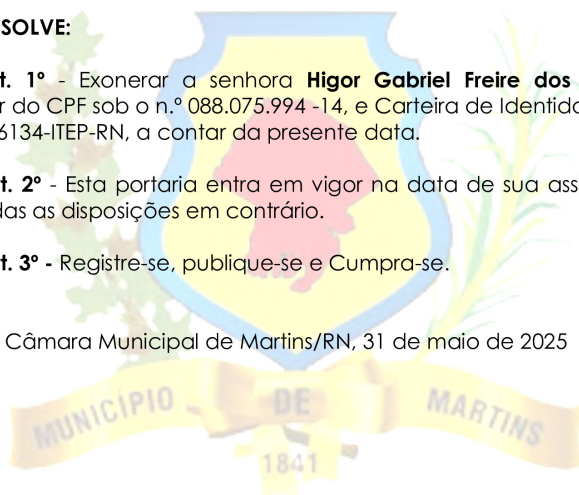 SOLVE:
t. 1º - Exonerar a senhora Higor Gabriel Freire dos
r do CPF sob o n.º 088.075.994 -14, e Carteira de Identida
6134-ITEP-RN, a contar da presente data.
t. 2º - Esta portaria entra em vigor na data de sua ass
das as disposições em contrário.
t. 3º - Registre-se, publique-se e Cumpra-se.
Câmara Municipal de Martins/RN, 31 de maio de 2025
MUNICÍPIO DE MARTINS
1841